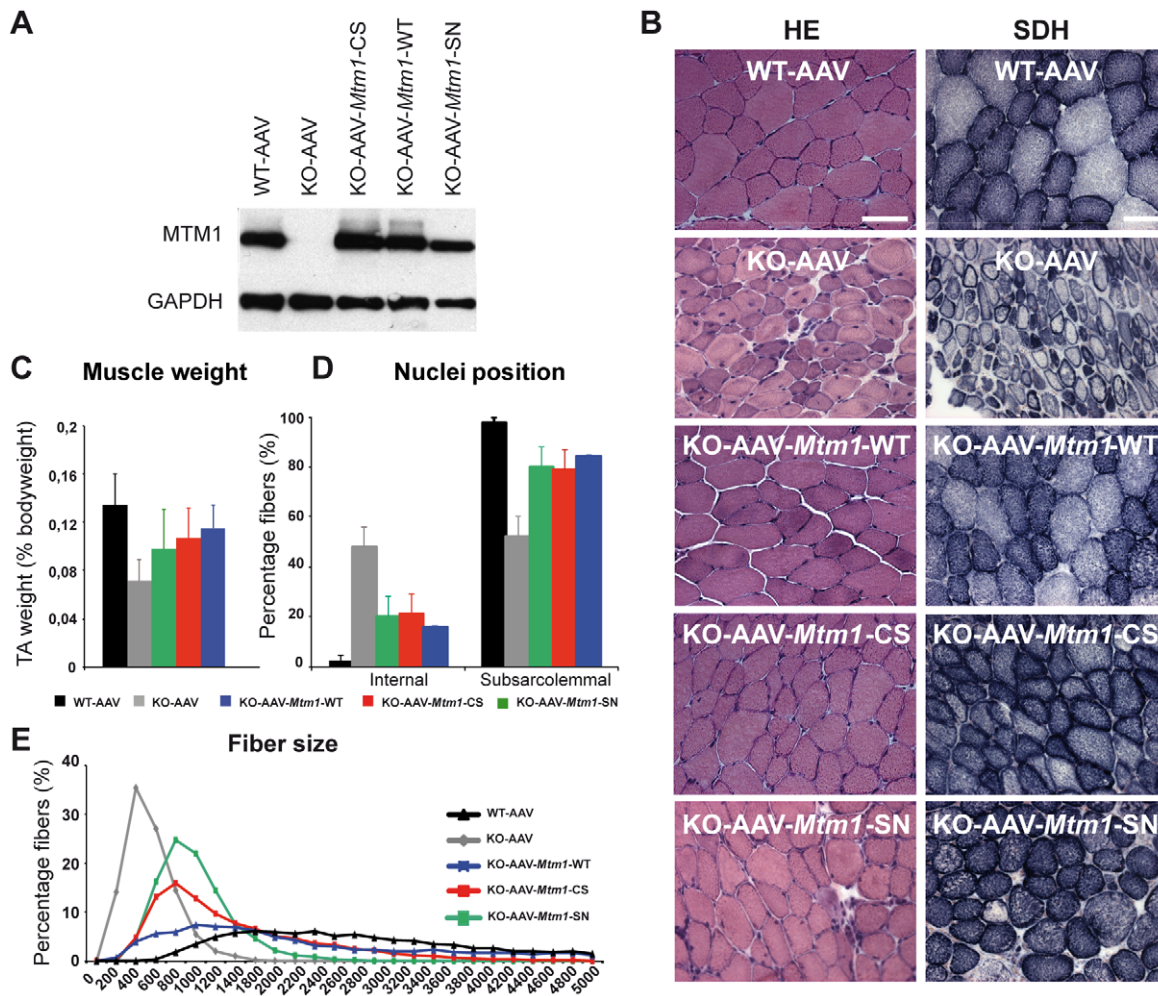 A
WT-AAV
KO-AAV
KO-AAV-Mtm1-CS
KO-AAV-Mtm1-WT
KO-AAV-Mtm1-SN
MTM1
GAPDH
B
HE
SDH
WT-AAV
WT-AAV
KO-AAV
KO-AAV
KO-AAV-Mtm1-WT
KO-AAV-Mtm1-WT
KO-AAV-Mtm1-CS
KO-AAV-Mtm1-CS
KO-AAV-Mtm1-SN
KO-AAV-Mtm1-SN
C
Muscle weight
TA weight (% bodyweight)
0,2
0,16
0,12
0,08
0,04
0
D
Nuclei position
Percentage fibers (%)
100
80
60
40
20
0
Internal
Subsarcolemmal
WT-AAV
KO-AAV
KO-AAV-Mtm1-WT
KO-AAV-Mtm1-CS
KO-AAV-Mtm1-SN
E
Fiber size
Percentage fibers (%)
40
30
20
10
0
WT-AAV
KO-AAV
KO-AAV-Mtm1-WT
KO-AAV-Mtm1-CS
KO-AAV-Mtm1-SN
0 200 400 600 800 1000 1200 1400 1600 1800 2000 2200 2400 2600 2800 3000 3200 3400 3600 3800 4000 4200 4400 4600 4800 5000